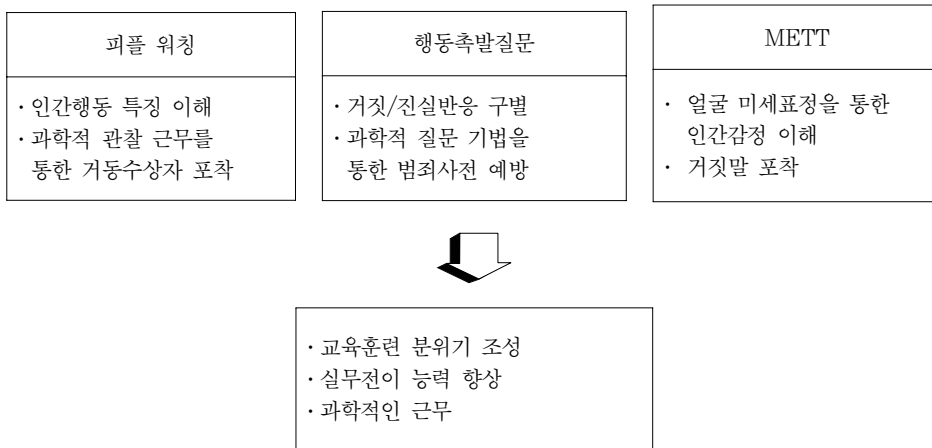 피플 워칭
· 인간행동 특징 이해
· 과학적 관찰 근무를
통한 거동수상자 포착
행동촉발질문
· 거짓/진실반응 구별
· 과학적 질문 기법을
통한 범죄사전 예방
METT
· 얼굴 미세표정을 통한
인간감정 이해
· 거짓말 포착
· 교육훈련 분위기 조성
· 실무전이 능력 향상
· 과학적인 근무